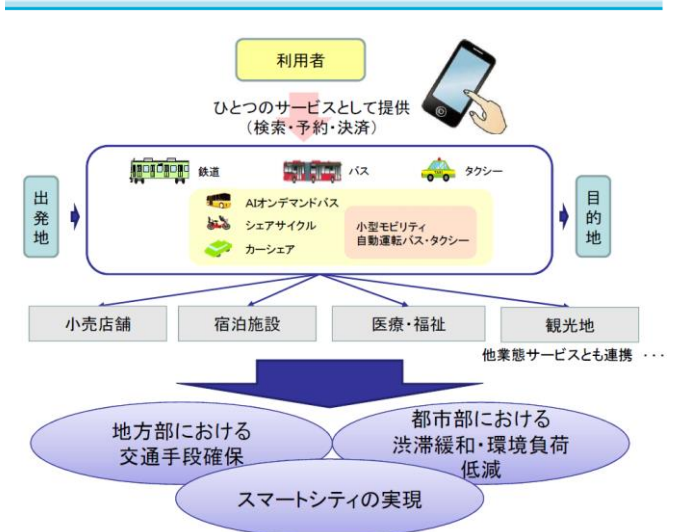 利用者
ひとつのサービスとして提供
(検索・予約・決済)
鉄道
バス
タクシー
出発地
目的地
AIオンデマンドバス
シェアサイクル
カーシェア
小型モビリティ
自動運転バス・タクシー
小売店舗
宿泊施設
医療・福祉
観光地
他業態サービスとも連携 ・・・
地方部における
交通手段確保
都市部における
渋滞緩和・環境負荷
低減
スマートシティの実現